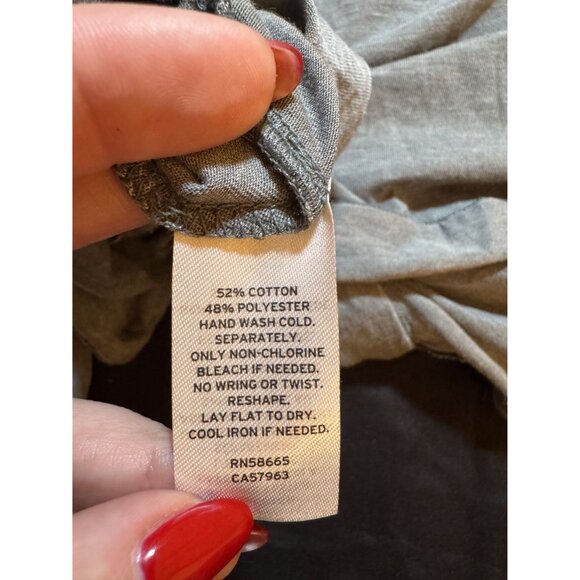 52% COTTON
48% POLYESTER
HAND WASH COLD.
SEPARATELY.
ONLY NON-CHLORINE
BLEACH IF NEEDED.
NO WRING OR TWIST.
RESHAPE.
LAY FLAT TO DRY.
COOL IRON IF NEEDED.
RN58665
CA57963